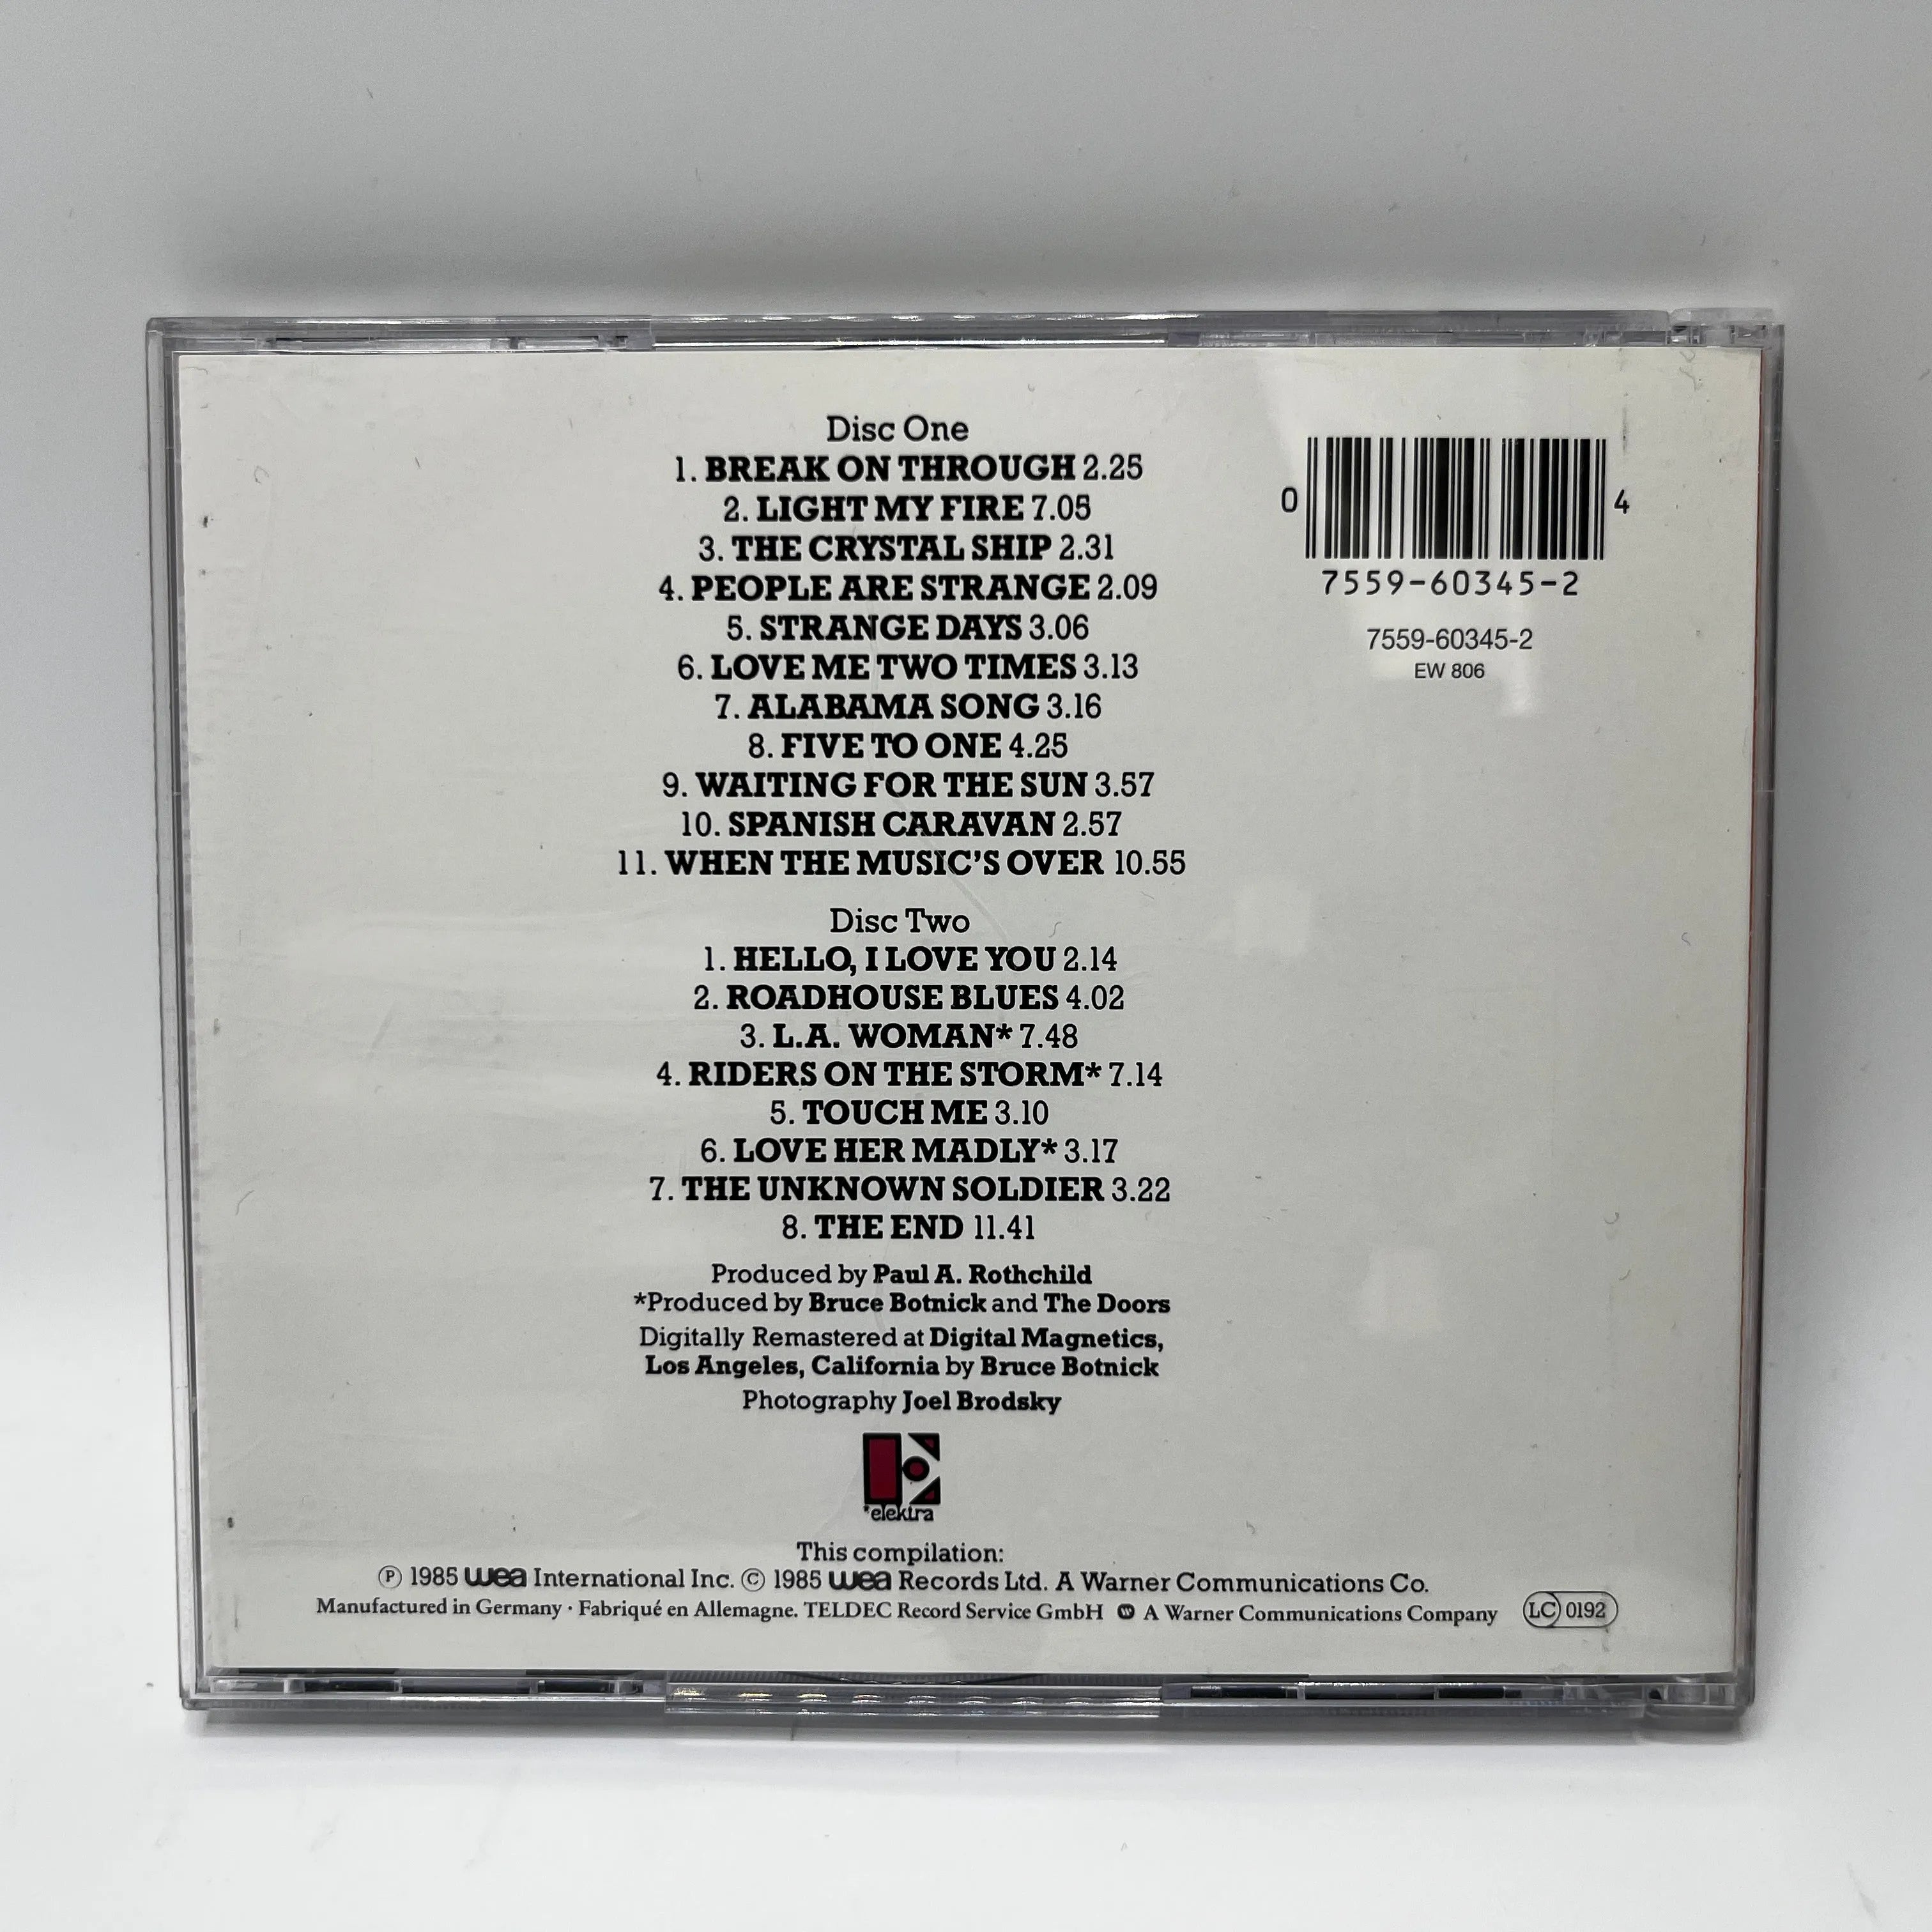 Disc One
1. BREAK ON THROUGH 2.25
2. LIGHT MY FIRE 7.05
3. THE CRYSTAL SHIP 2.31
4. PEOPLE ARE STRANGE 2.09
5. STRANGE DAYS 3.06
6. LOVE ME TWO TIMES 3.13
7. ALABAMA SONG 3.16
8. FIVE TO ONE 4.25
9. WAITING FOR THE SUN 3.57
10. SPANISH CARAVAN 2.57
11. WHEN THE MUSIC'S OVER 10.55
Disc Two
1. HELLO, I LOVE YOU 2.14
2. ROADHOUSE BLUES 4.02
3. L.A. WOMAN* 7.48
4. RIDERS ON THE STORM* 7.14
5. TOUCH ME 3.10
6. LOVE HER MADLY* 3.17
7. THE UNKNOWN SOLDIER 3.22
8. THE END 11.41
Produced by Paul A. Rothchild
*Produced by Bruce Botnick and The Doors
Digitally Remastered at Digital Magnetics,
Los Angeles, California by Bruce Botnick
Photography Joel Brodsky
*elektra
This compilation:
Ⓟ 1985 wea International Inc. © 1985 wea Records Ltd. A Warner Communications Co.
Manufactured in Germany · Fabriqué en Allemagne. TELDEC Record Service GmbH A Warner Communications Company
LC 0192
0 4
7559-60345-2
7559-60345-2
EW 806